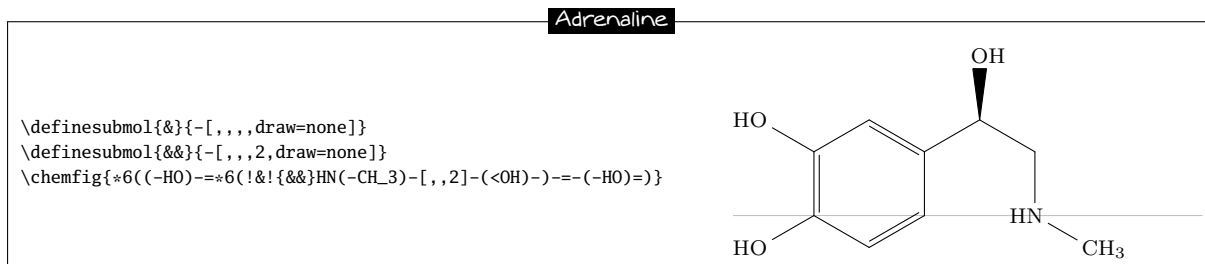 Adrenaline
\definesubmol{&}{-[,,,,draw=none]}
\definesubmol{&&}{-[,,,2,draw=none]}
\chemfig{*6((-HO)-=*6(!&!{&&}HN(-CH_3)-[,,2]-(<OH)-)-=-(-HO)=)}
OH
HO
HN
HO
CH3